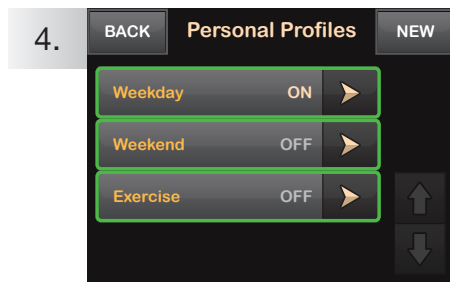 4.
BACK Personal Profiles NEW
Weekday ON
Weekend OFF
Exercise OFF